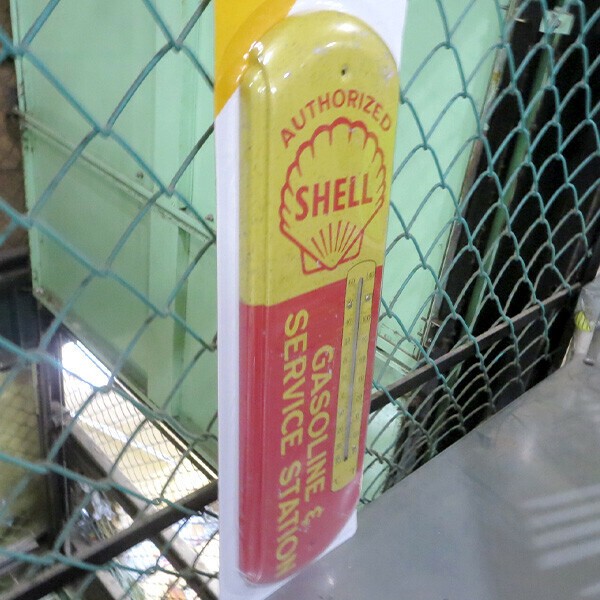 AUTHORIZED
SHELL
GASOLINE &
SERVICE STATION